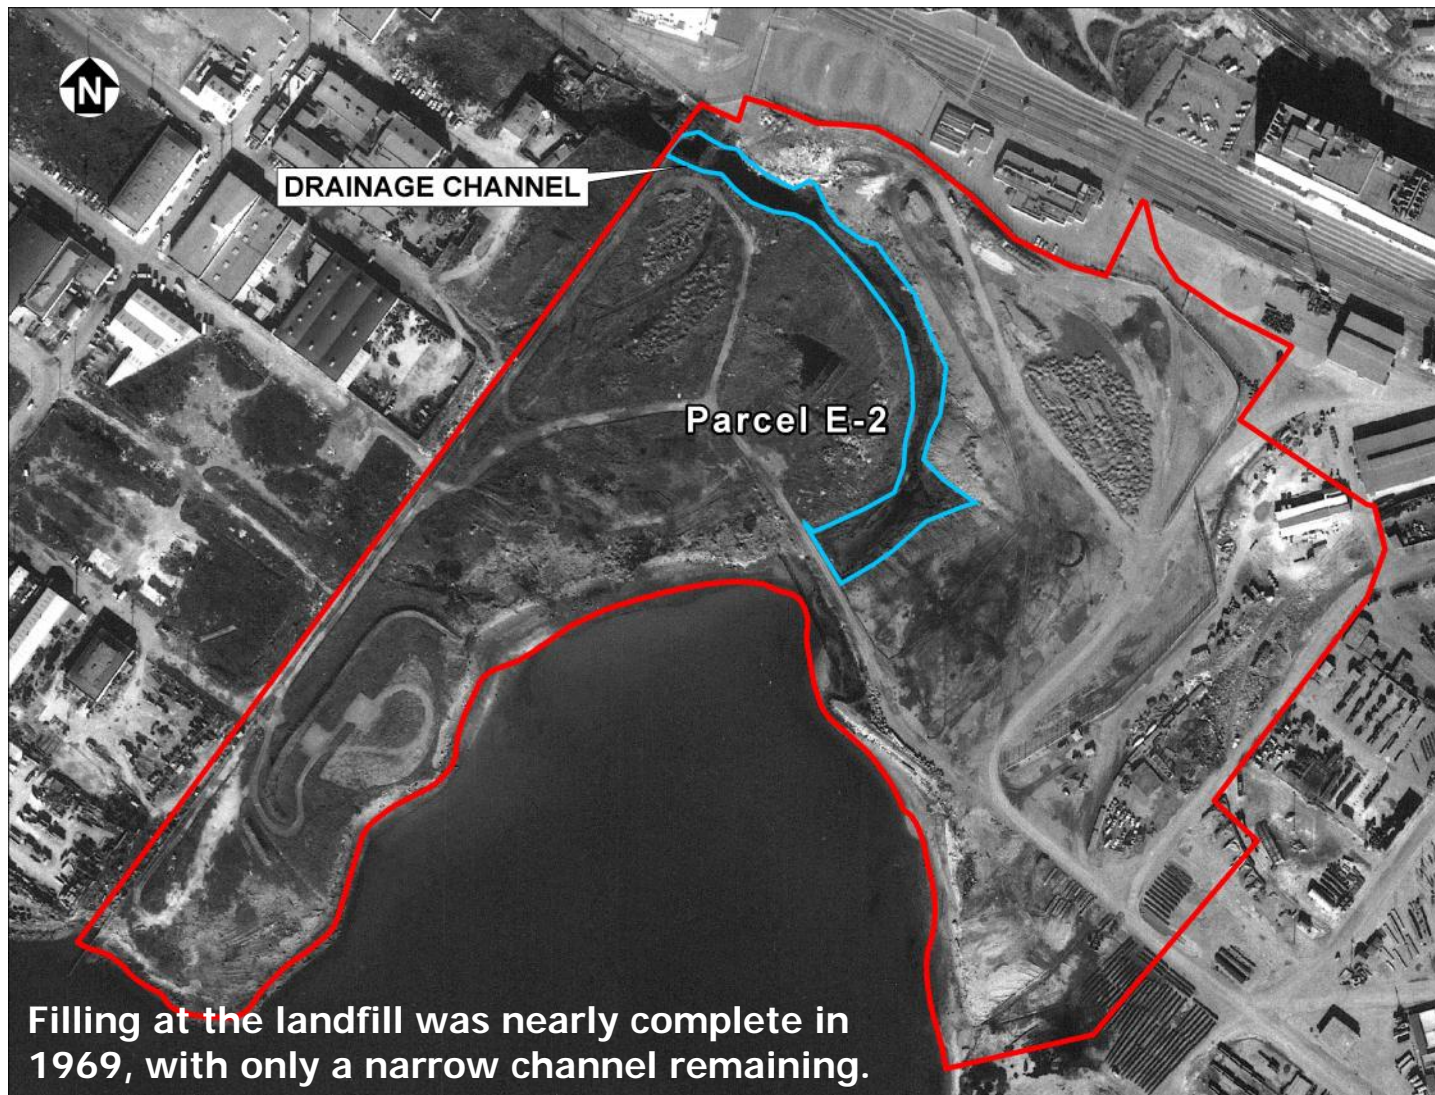 N
DRAINAGE CHANNEL
Parcel E-2
Filling at the landfill was nearly complete in
1969, with only a narrow channel remaining.